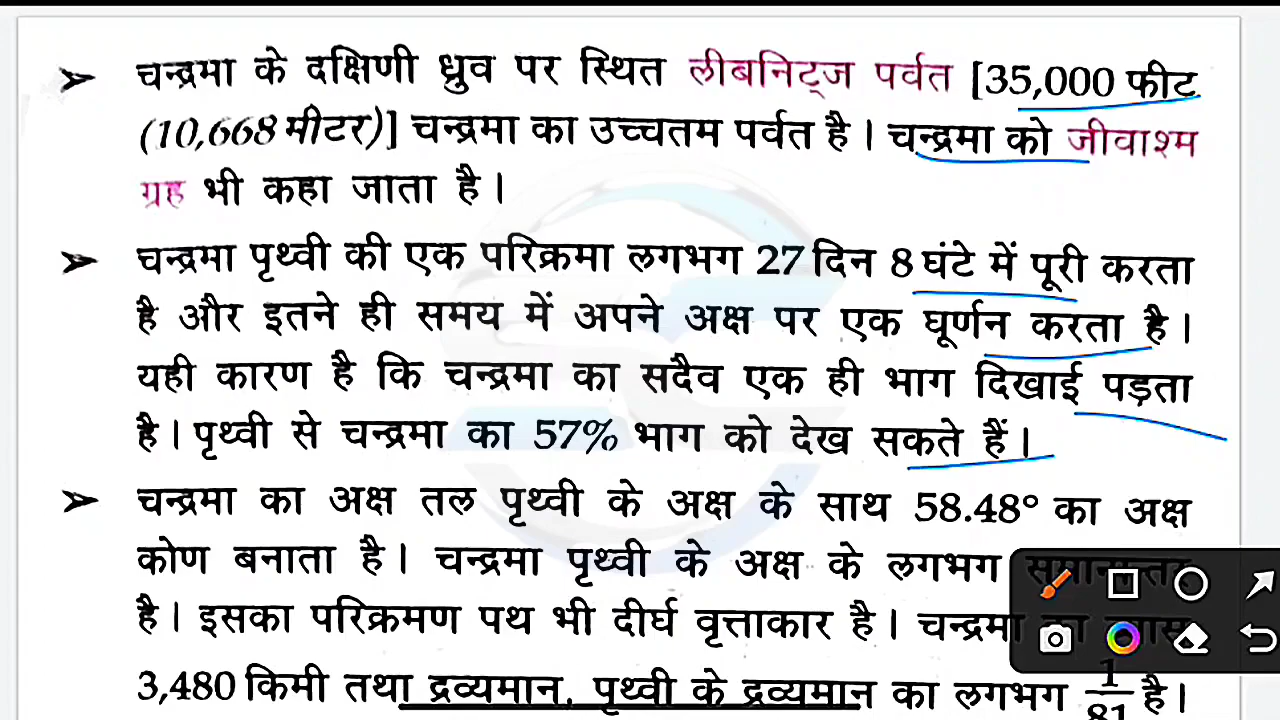 ➢ चन्द्रमा के दक्षिणी ध्रुव पर स्थित लीबनिट्ज पर्वत [35,000 फीट
(10,668 मीटर)] चन्द्रमा का उच्चतम पर्वत है। चन्द्रमा को जीवाश्म
ग्रह भी कहा जाता है।
➢ चन्द्रमा पृथ्वी की एक परिक्रमा लगभग 27 दिन 8 घंटे में पूरी करता
है और इतने ही समय में अपने अक्ष पर एक घूर्णन करता है।
यही कारण है कि चन्द्रमा का सदैव एक ही भाग दिखाई पड़ता
है। पृथ्वी से चन्द्रमा का 57% भाग को देख सकते हैं।
➢ चन्द्रमा का अक्ष तल पृथ्वी के अक्ष के साथ 58.48° का अक्ष
कोण बनाता है। चन्द्रमा पृथ्वी के अक्ष के लगभग समानान्तर
है। इसका परिक्रमण पथ भी दीर्घ वृत्ताकार है। चन्द्रमा का व्यास
3,480 किमी तथा द्रव्यमान, पृथ्वी के द्रव्यमान का लगभग 1/81 है।